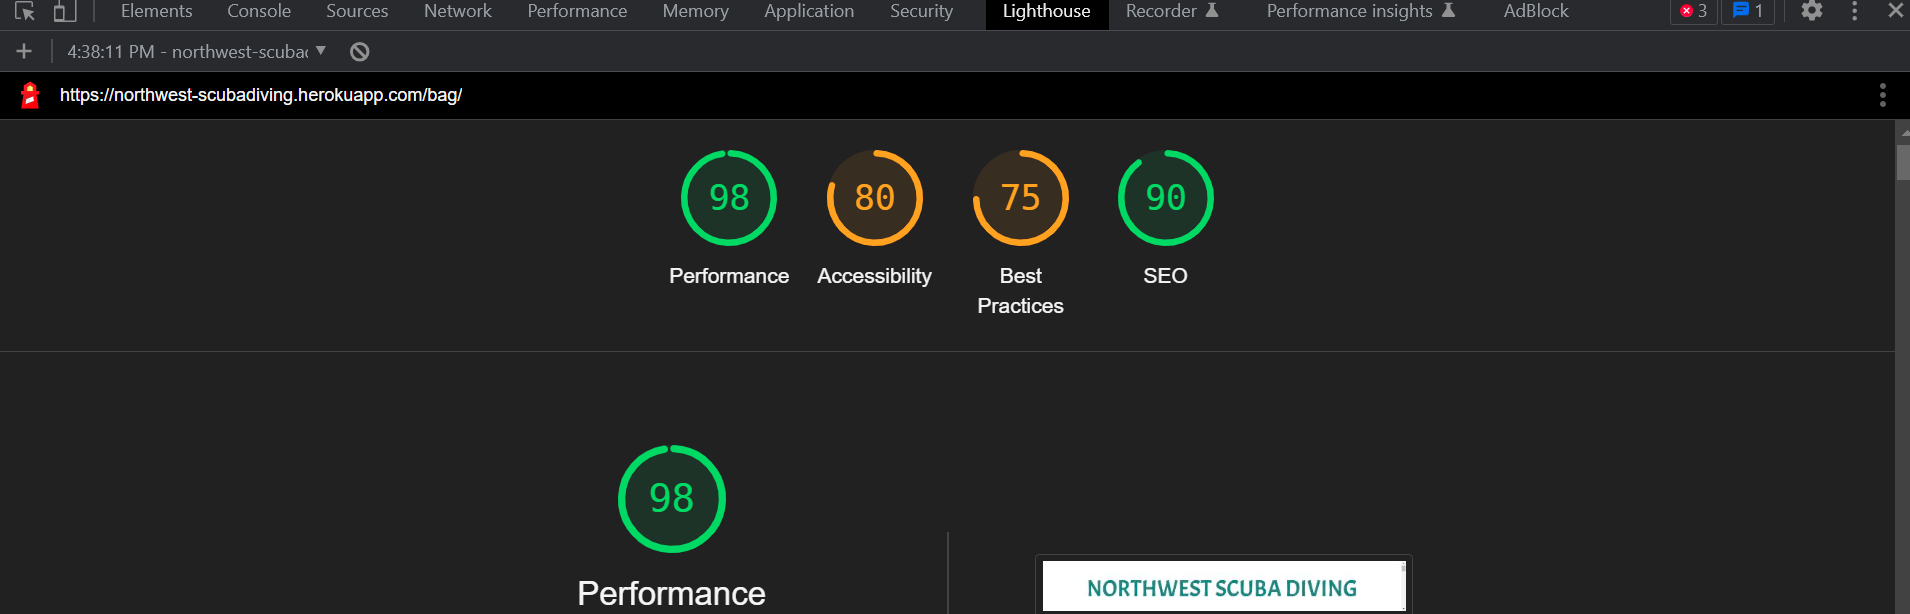 Elements Console Sources Network Performance Memory Application Security Lighthouse Recorder Performance insights AdBlock 3 1
4:38:11 PM - northwest-scubac
https://northwest-scubadiving.herokuapp.com/bag/
98 80 75 90
Performance Accessibility Best Practices SEO
98
Performance
NORTHWEST SCUBA DIVING